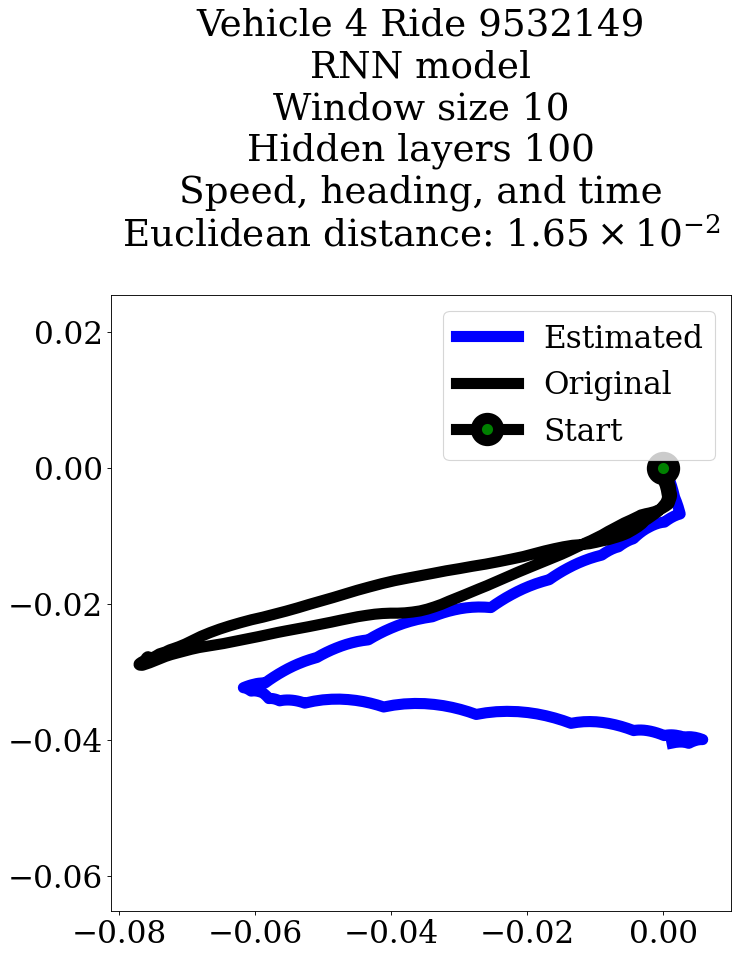 Vehicle 4 Ride 9532149
RNN model
Window size 10
Hidden layers 100
Speed, heading, and time
Euclidean distance: 1.65 × 10⁻²
Estimated
Original
Start
0.02
0.00
−0.02
−0.04
−0.06
−0.08 −0.06 −0.04 −0.02 0.00